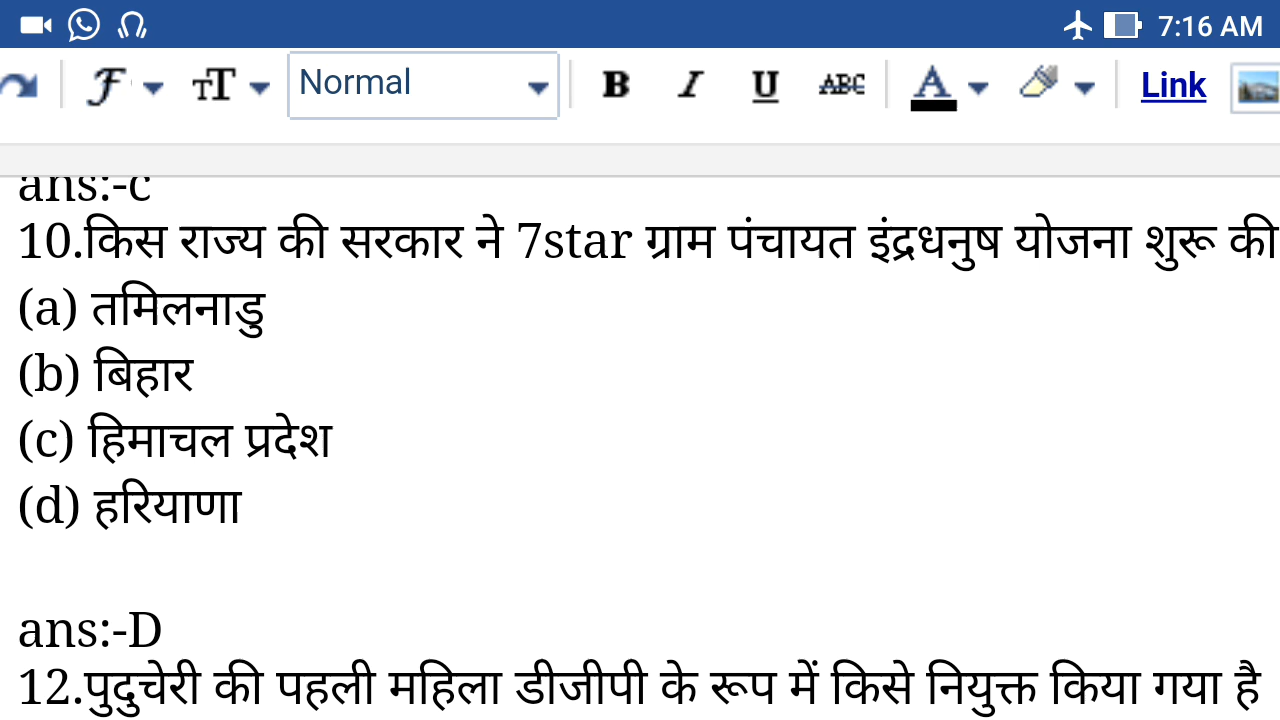 7:16 AM
Normal B I U ABC A Link
ans:-c
10.किस राज्य की सरकार ने 7star ग्राम पंचायत इंद्रधनुष योजना शुरू की
(a) तमिलनाडु
(b) बिहार
(c) हिमाचल प्रदेश
(d) हरियाणा
ans:-D
12.पुदुचेरी की पहली महिला डीजीपी के रूप में किसे नियुक्त किया गया है